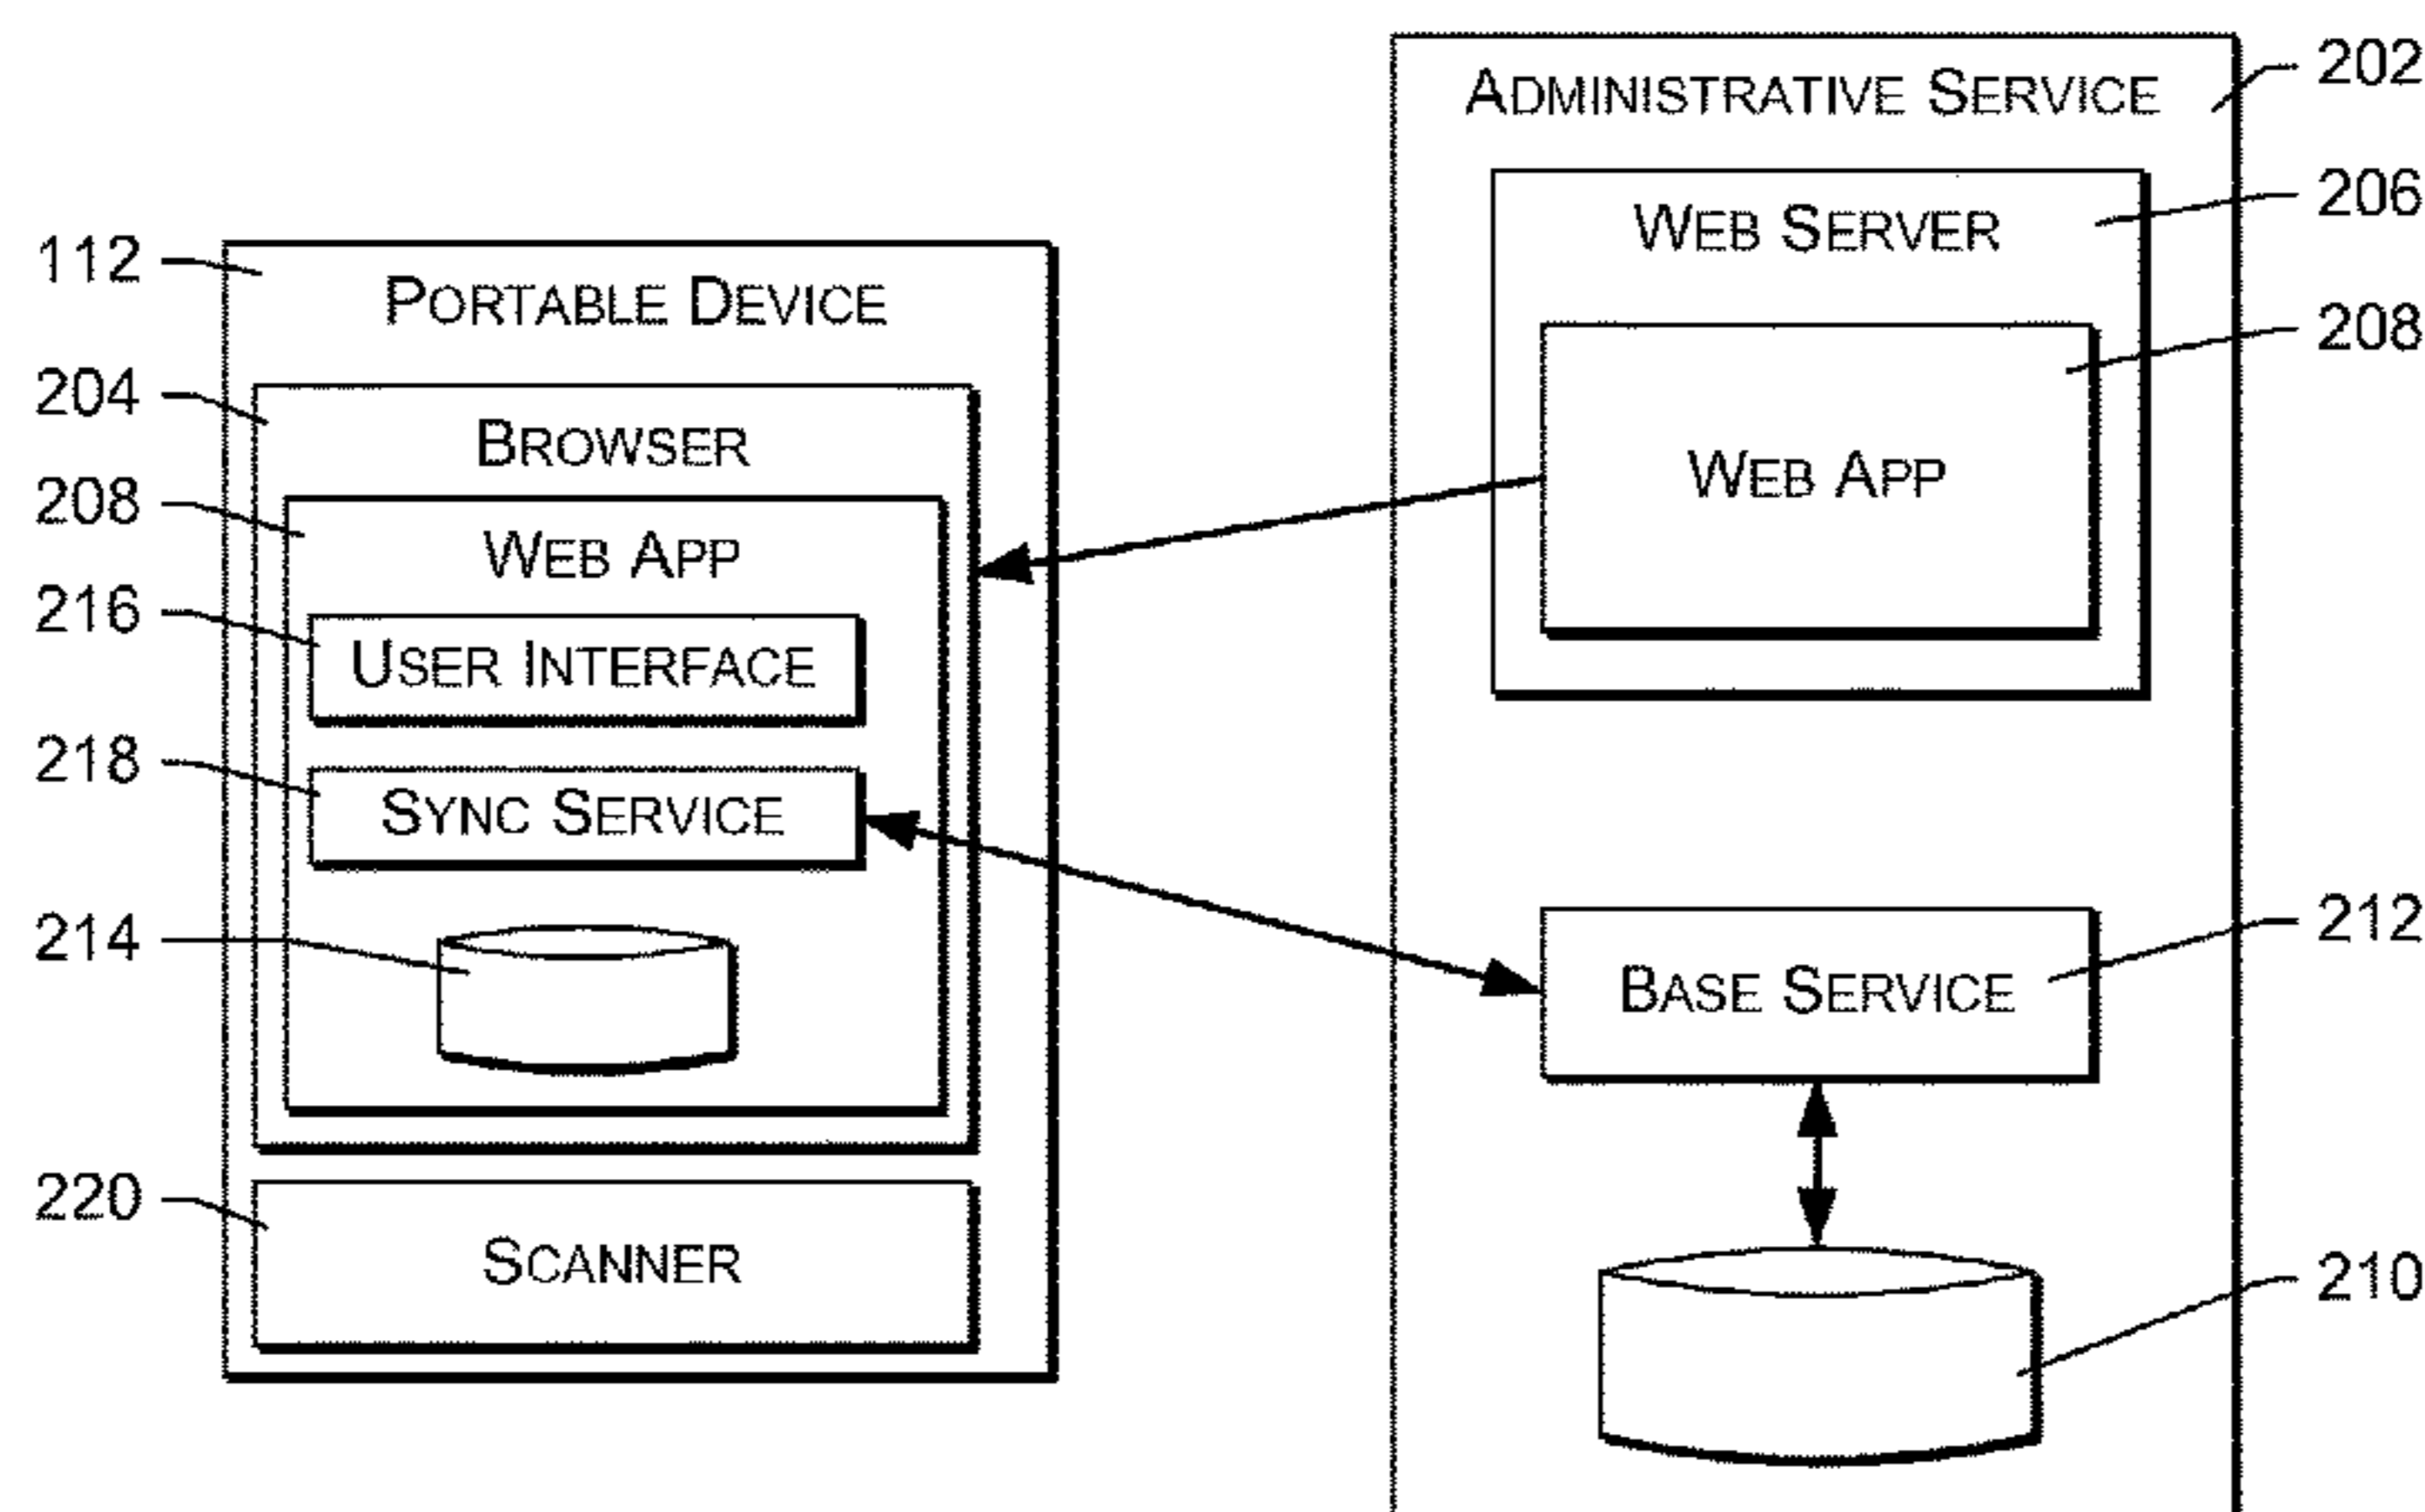 112
PORTABLE DEVICE
204
BROWSER
208
WEB APP
216
USER INTERFACE
218
SYNC SERVICE
214
220
SCANNER
ADMINISTRATIVE SERVICE
202
WEB SERVER
206
WEB APP
208
BASE SERVICE
212
210